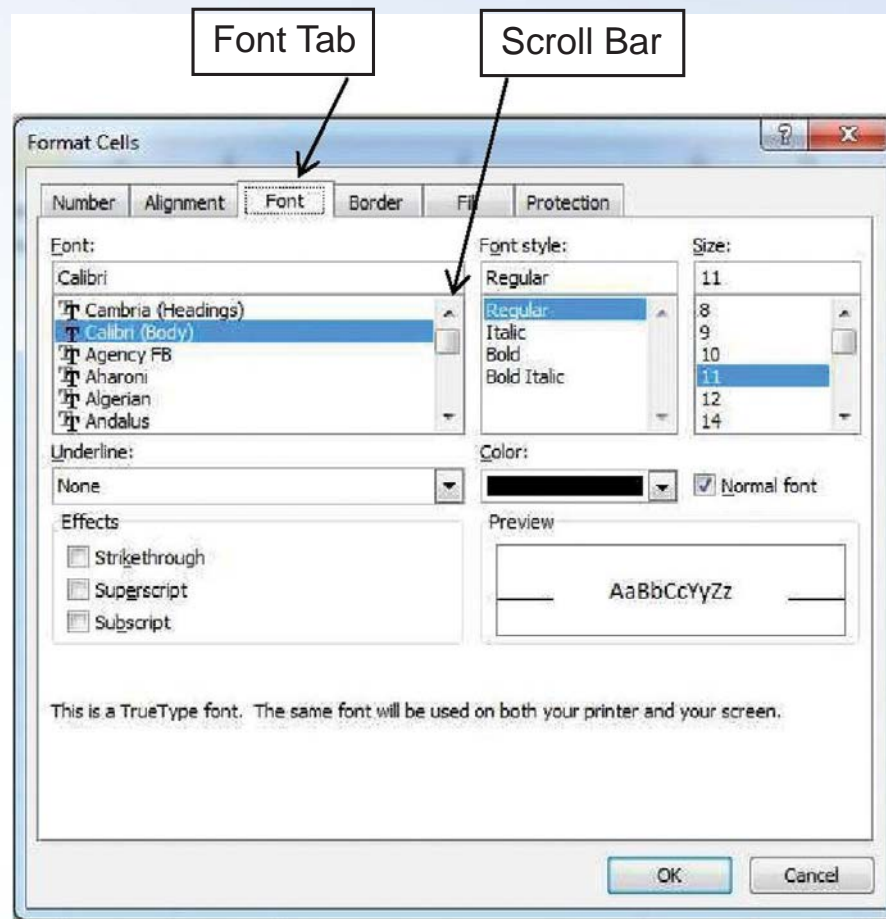 Font Tab
Scroll Bar
Format Cells
Number Alignment Font Border Fill Protection
Font:
Calibri
Cambria (Headings)
Calibri (Body)
Agency FB
Aharoni
Algerian
Andalus
Font style:
Regular
Regular
Italic
Bold
Bold Italic
Size:
11
8
9
10
11
12
14
Underline:
None
Color:
Normal font
Effects
Strikethrough
Superscript
Subscript
Preview
AaBbCcYyZz
This is a TrueType font. The same font will be used on both your printer and your screen.
OK
Cancel